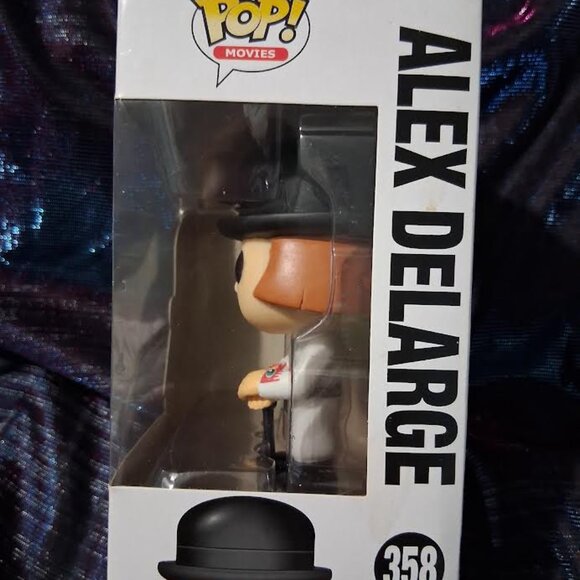 POP!
MOVIES
ALEX DELARGE
358